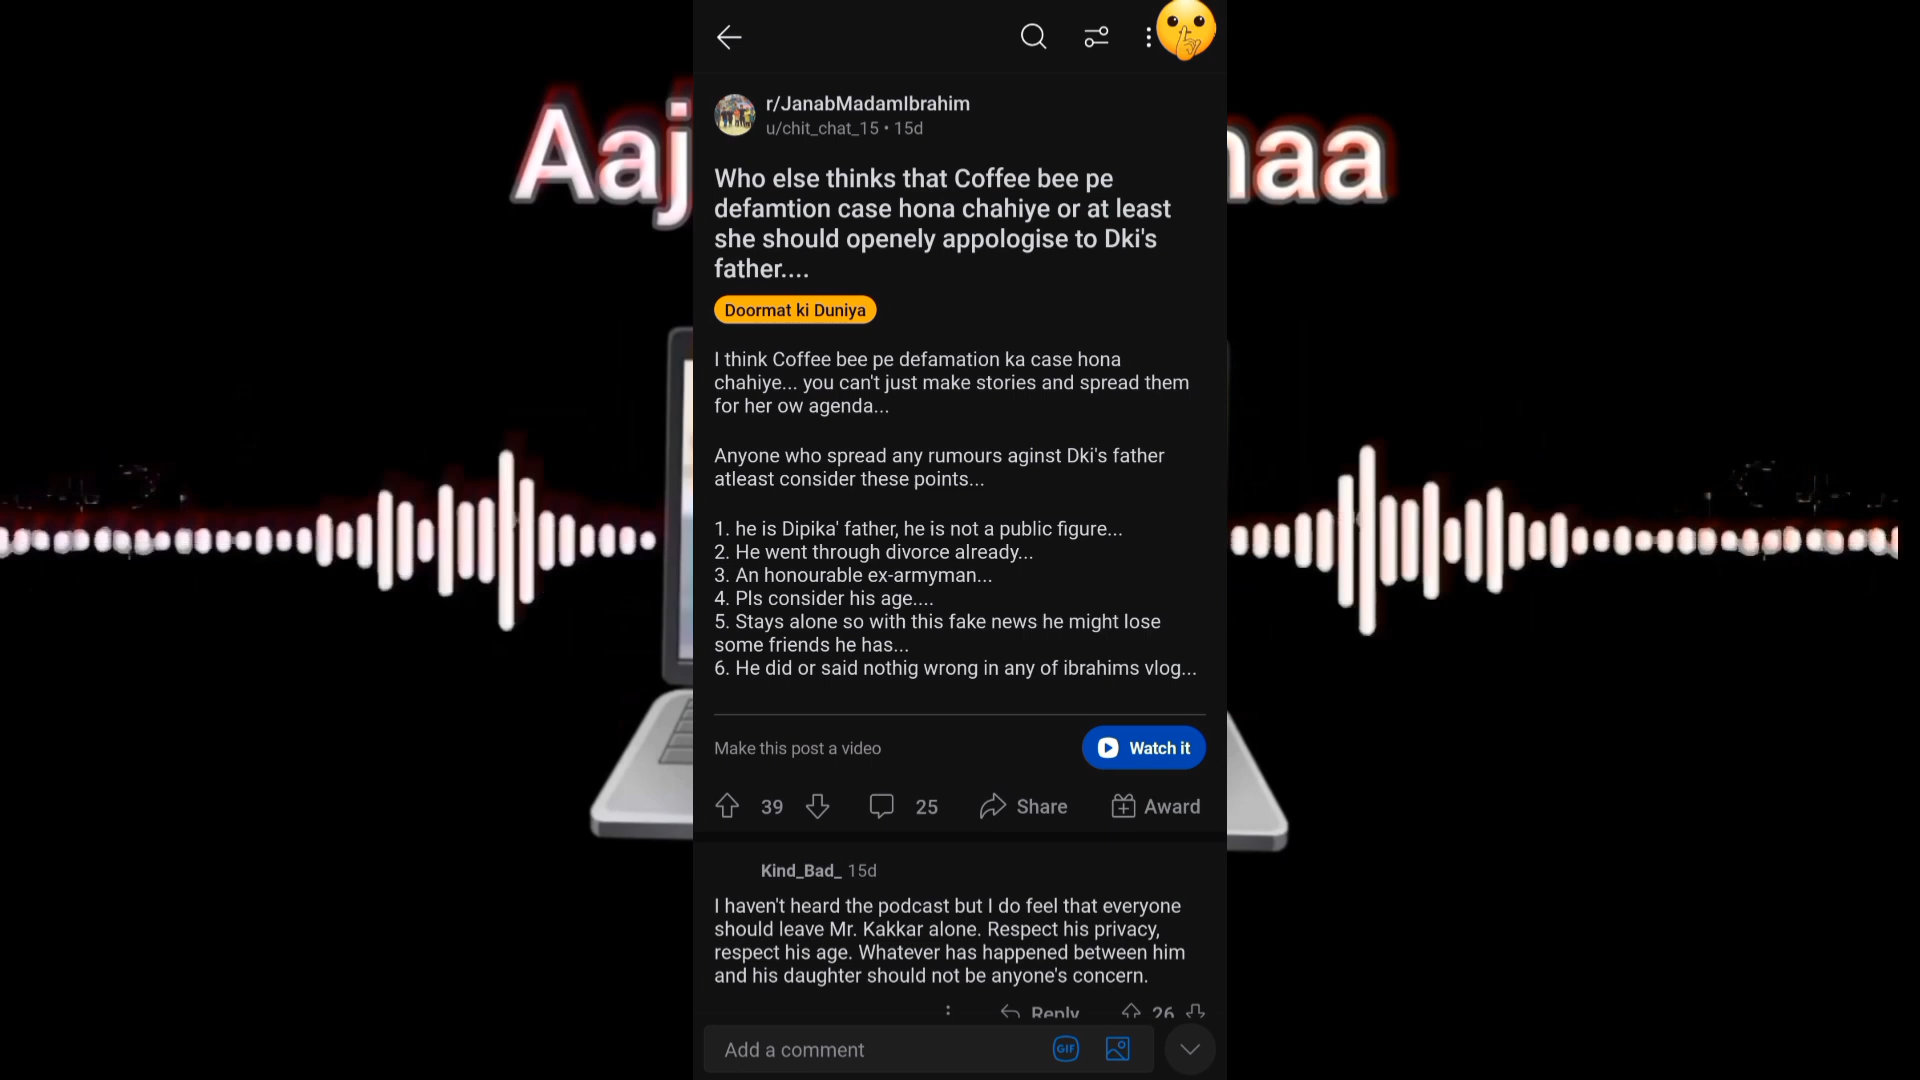 Aaj
naa
r/JanabMadamIbrahim
u/chit_chat_15 • 15d
Who else thinks that Coffee bee pe
defamtion case hona chahiye or at least
she should openely appologise to Dki's
father....
Doormat ki Duniya
I think Coffee bee pe defamation ka case hona
chahiye... you can't just make stories and spread them
for her ow agenda...
Anyone who spread any rumours aginst Dki's father
atleast consider these points...
1. he is Dipika' father, he is not a public figure...
2. He went through divorce already...
3. An honourable ex-armyman...
4. Pls consider his age....
5. Stays alone so with this fake news he might lose
some friends he has...
6. He did or said nothig wrong in any of ibrahims vlog...
Make this post a video
Watch it
39 25 Share Award
Kind_Bad_ 15d
I haven't heard the podcast but I do feel that everyone
should leave Mr. Kakkar alone. Respect his privacy,
respect his age. Whatever has happened between him
and his daughter should not be anyone's concern.
Reply 26
Add a comment GIF